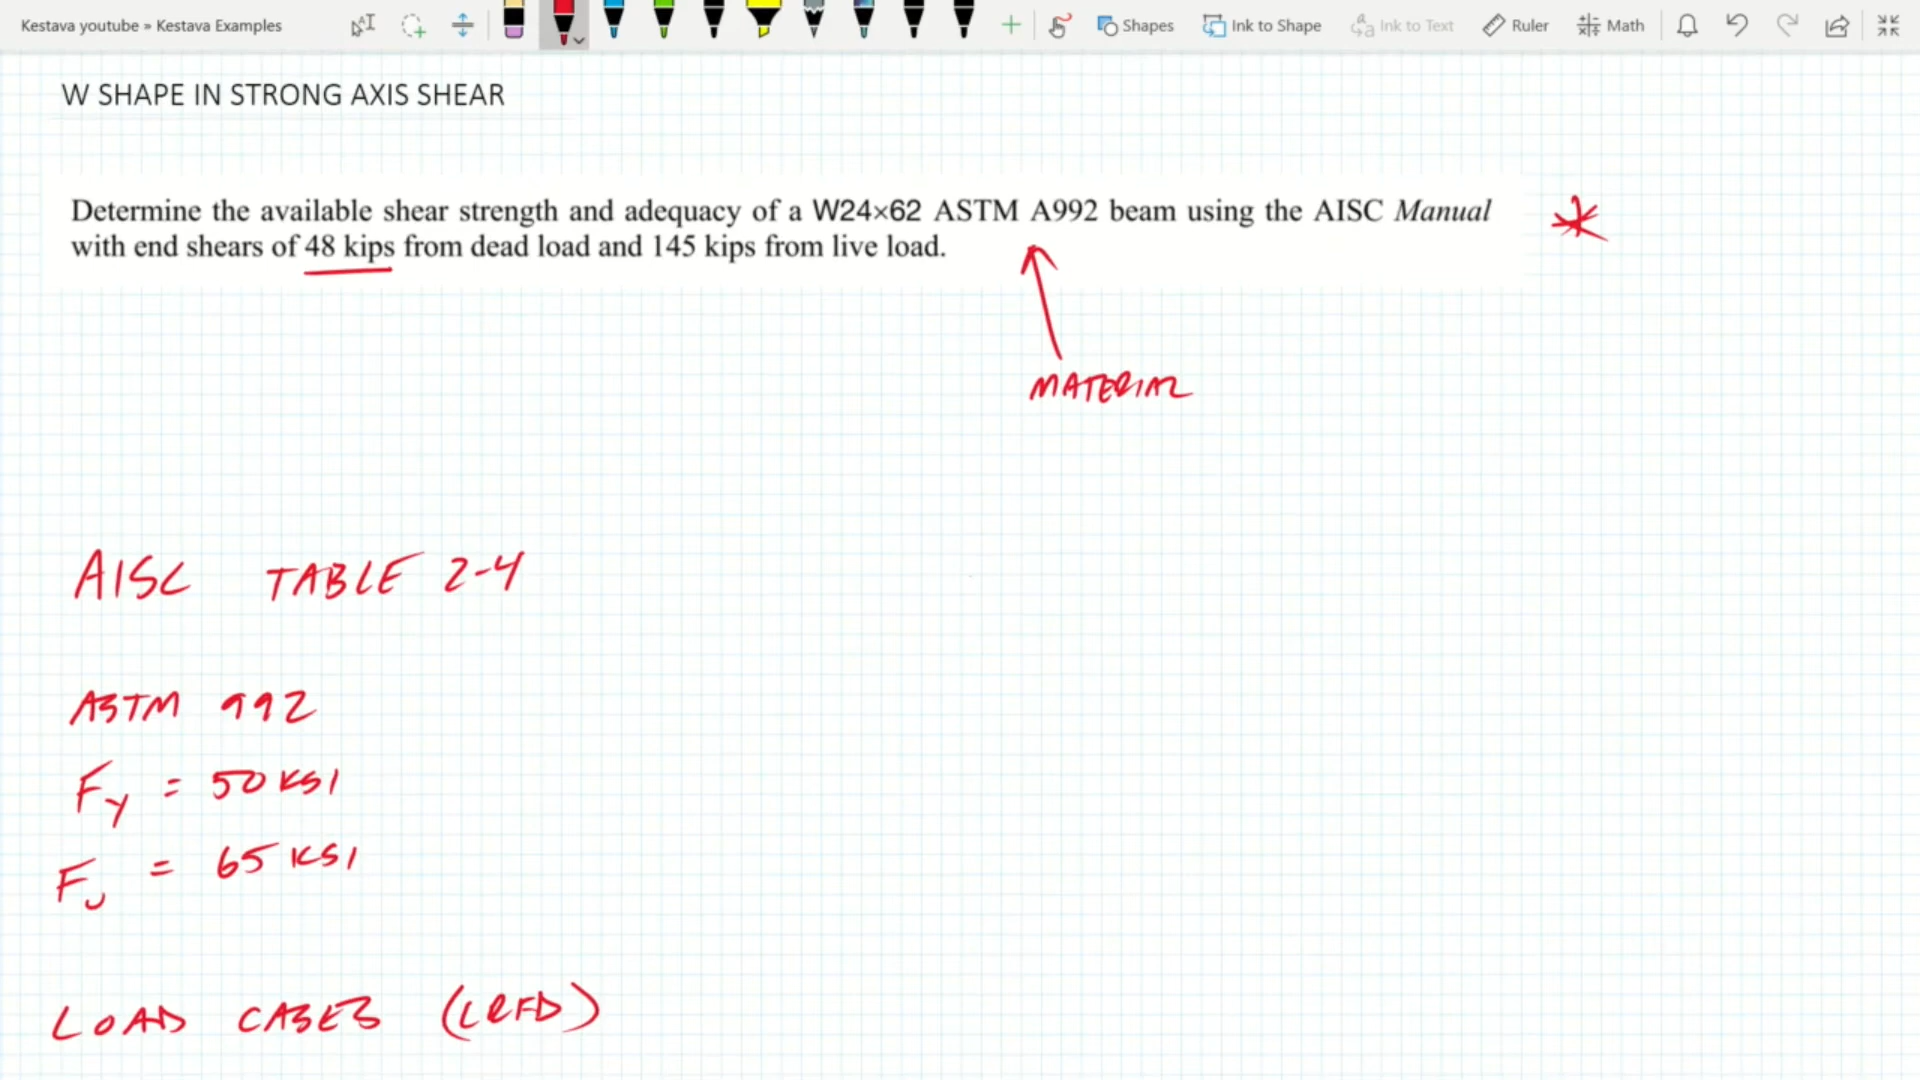 Kestava youtube » Kestava Examples
Shapes
Ink to Shape
Ink to Text
Ruler
Math
W SHAPE IN STRONG AXIS SHEAR
Determine the available shear strength and adequacy of a W24×62 ASTM A992 beam using the AISC Manual
with end shears of 48 kips from dead load and 145 kips from live load.
MATERIAL
AISC TABLE 2-4
ASTM 992
Fy = 50 KSI
Fu = 65 KSI
LOAD CASES (LRFD)